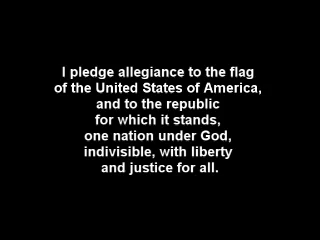 I pledge allegiance to the flag
of the United States of America,
and to the republic
for which it stands,
one nation under God,
indivisible, with liberty
and justice for all.